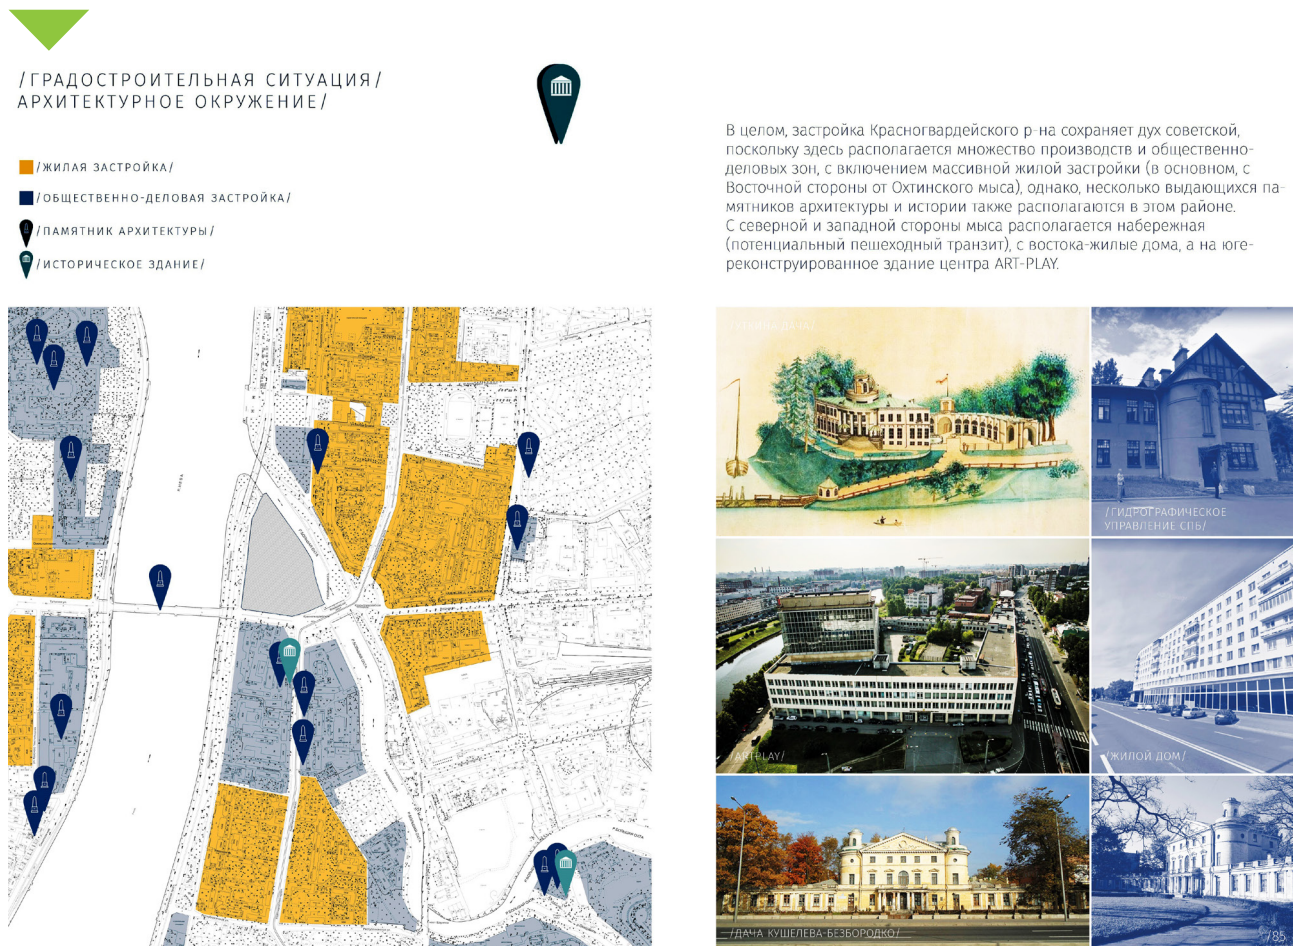 /ГРАДОСТРОИТЕЛЬНАЯ СИТУАЦИЯ/
АРХИТЕКТУРНОЕ ОКРУЖЕНИЕ/
/ЖИЛАЯ ЗАСТРОЙКА/
/ОБЩЕСТВЕННО-ДЕЛОВАЯ ЗАСТРОЙКА/
/ПАМЯТНИК АРХИТЕКТУРЫ/
/ИСТОРИЧЕСКОЕ ЗДАНИЕ/
В целом, застройка Красногвардейского р-на сохраняет дух советской,
поскольку здесь располагается множество производств и общественно-
деловых зон, с включением массивной жилой застройки (в основном, с
Восточной стороны от Охтинского мыса), однако, несколько выдающихся па-
мятников архитектуры и истории также располагаются в этом районе.
С северной и западной стороны мыса располагается набережная
(потенциальный пешеходный транзит), с востока-жилые дома, а на юге-
реконструированное здание центра ART-PLAY.
/ГИДРОГРАФИЧЕСКОЕ
УПРАВЛЕНИЕ СПБ/
/ARTPLAY/
/ЖИЛОЙ ДОМ/
/ДАЧА КУШЕЛЕВА-БЕЗБОРОДКО/
/85